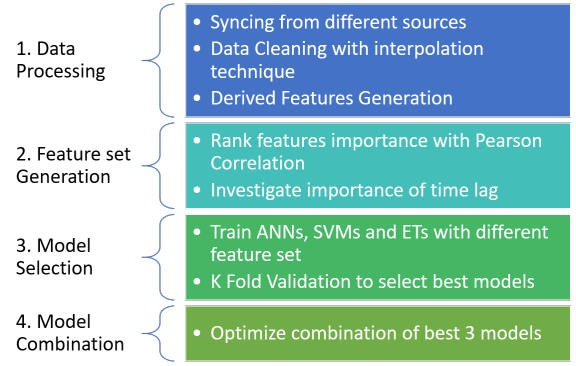 1. Data
Processing
• Syncing from different sources
• Data Cleaning with interpolation
technique
• Derived Features Generation
2. Feature set
Generation
• Rank features importance with Pearson
Correlation
• Investigate importance of time lag
3. Model
Selection
• Train ANNs, SVMs and ETs with different
feature set
• K Fold Validation to select best models
4. Model
Combination
• Optimize combination of best 3 models